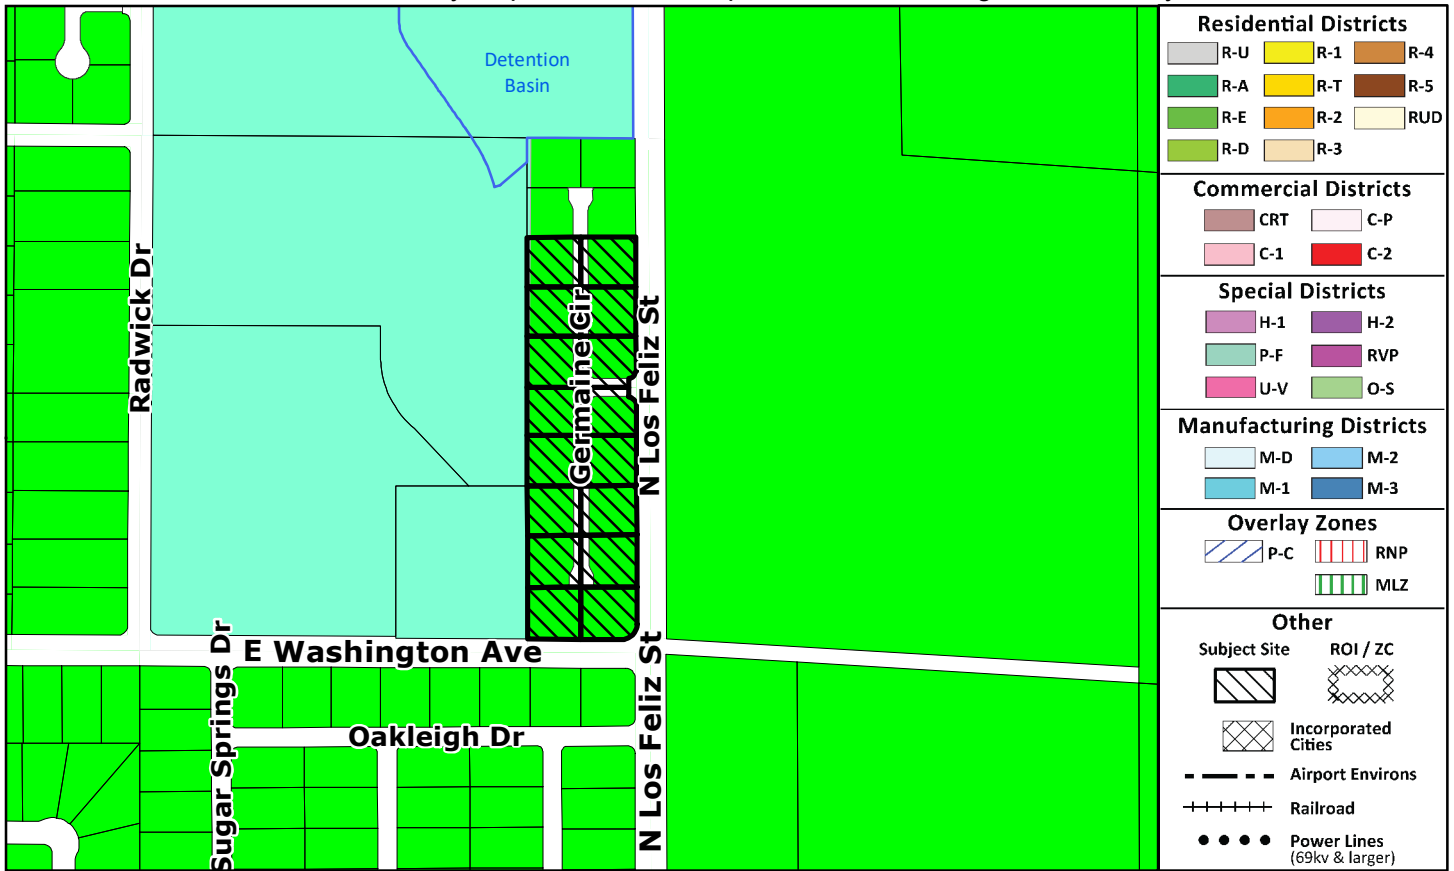 Detention
Basin
Radwick Dr
Germaine Cir
N Los Feliz St
E Washington Ave
Sugar Springs Dr
Oakleigh Dr
N Los Feliz St
Residential Districts
R-U R-1 R-4
R-A R-T R-5
R-E R-2 RUD
R-D R-3
Commercial Districts
CRT C-P
C-1 C-2
Special Districts
H-1 H-2
P-F RVP
U-V O-S
Manufacturing Districts
M-D M-2
M-1 M-3
Overlay Zones
P-C RNP
MLZ
Other
Subject Site ROI / ZC
Incorporated
Cities
Airport Environs
Railroad
Power Lines
(69kv & larger)